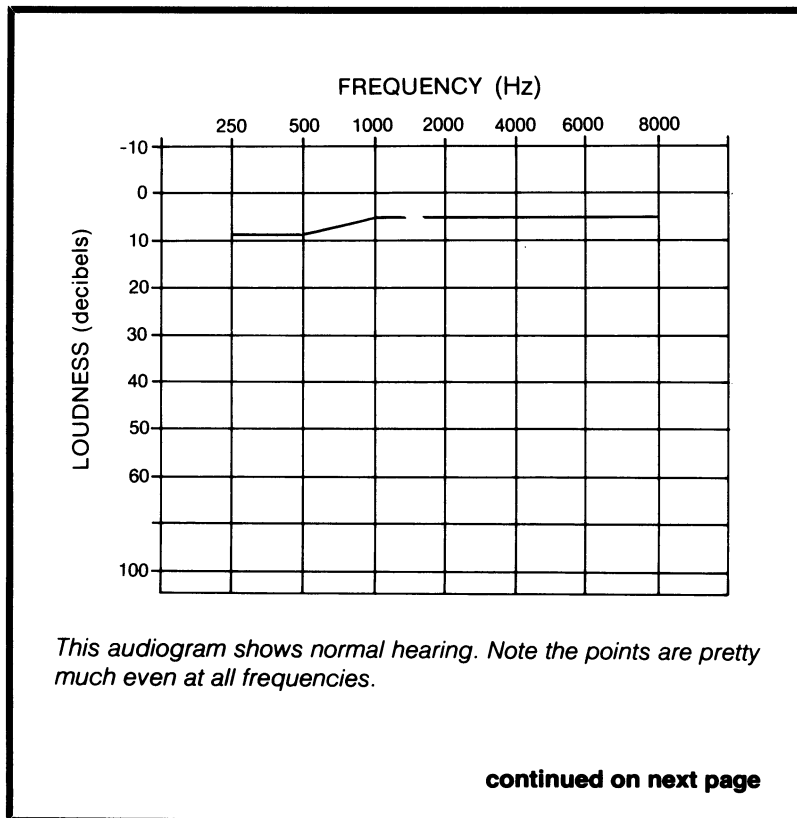 FREQUENCY (Hz)
250 500 1000 2000 4000 6000 8000
-10
0
10
20
30
40
50
60
100
LOUDNESS (decibels)
This audiogram shows normal hearing. Note the points are pretty
much even at all frequencies.
continued on next page